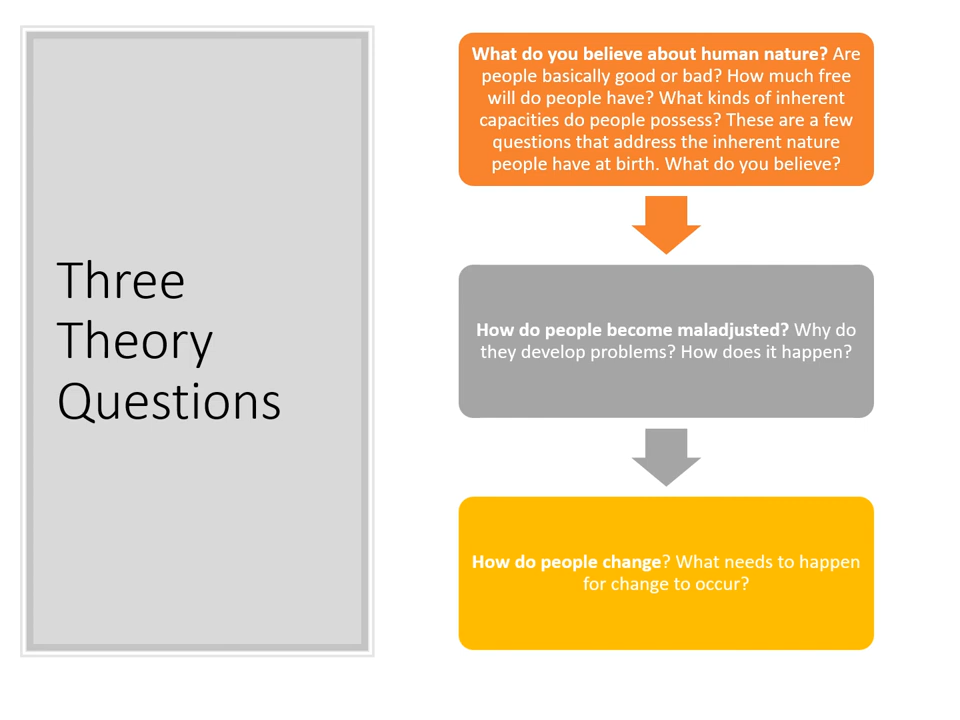 Three
Theory
Questions
What do you believe about human nature? Are
people basically good or bad? How much free
will do people have? What kinds of inherent
capacities do people possess? These are a few
questions that address the inherent nature
people have at birth. What do you believe?
How do people become maladjusted? Why do
they develop problems? How does it happen?
How do people change? What needs to happen
for change to occur?